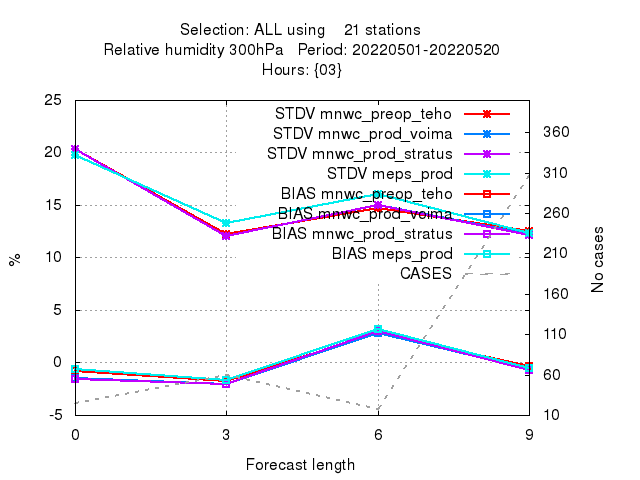 Selection: ALL using 21 stations
Relative humidity 300hPa Period: 20220501-20220520
Hours: {03}
25
20
15
10
5
0
-5
%
STDV mnwc_preop_teho
STDV mnwc_prod_voima
STDV mnwc_prod_stratus
STDV meps_prod
BIAS mnwc_preop_teho
BIAS mnwc_prod_voima
BIAS mnwc_prod_stratus
BIAS meps_prod
CASES
360
310
260
210
160
110
60
10
No cases
0 3 6 9
Forecast length